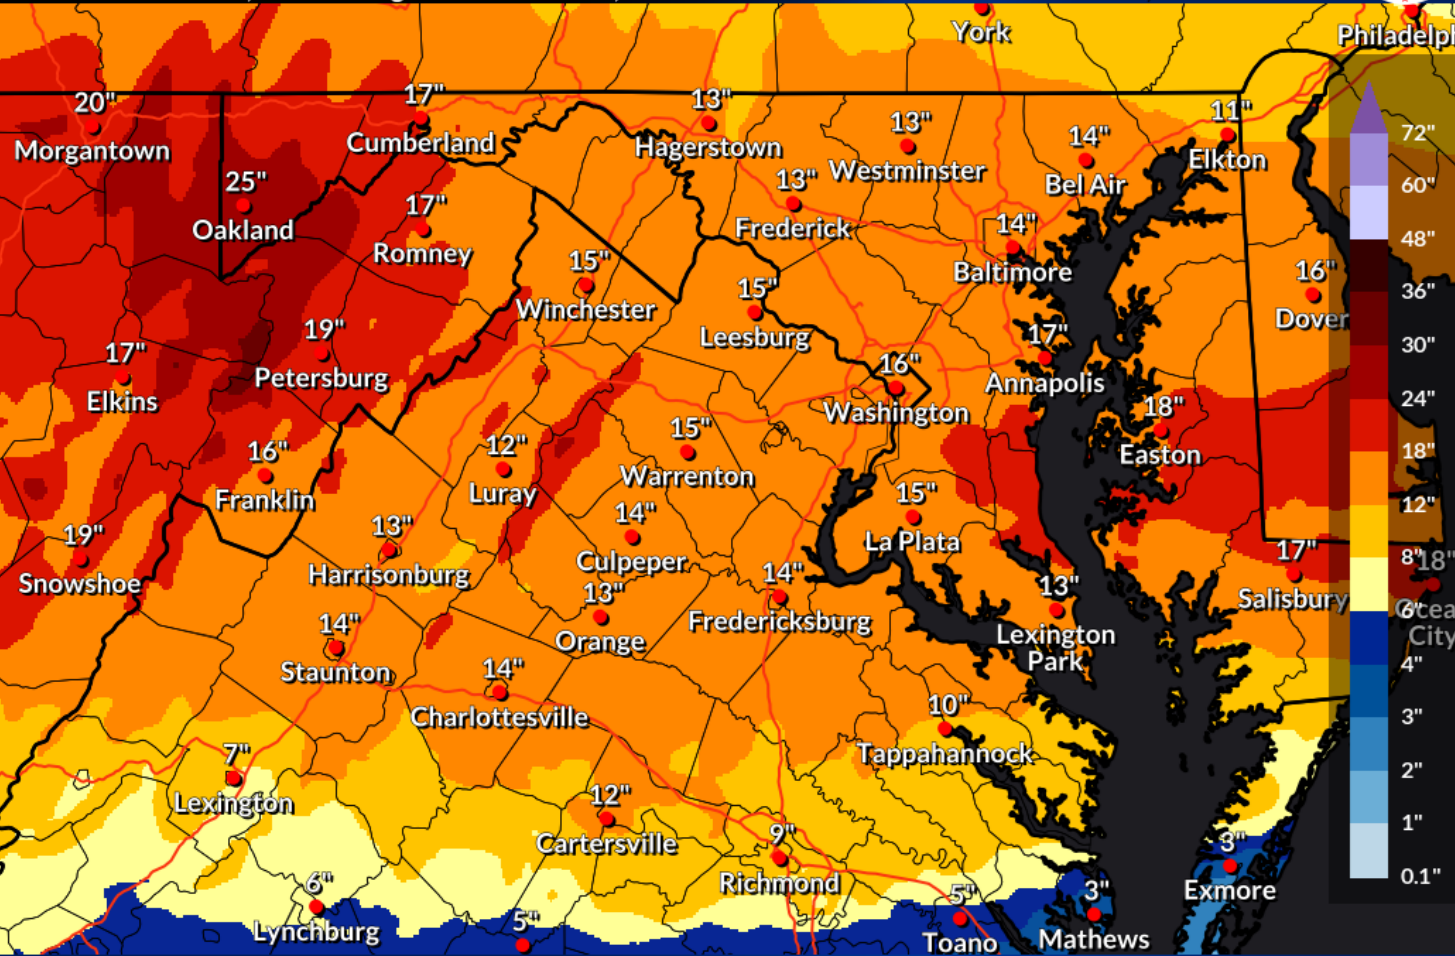 York
Philadelph
20"
Morgantown
17"
Cumberland
13"
Hagerstown
13"
Westminster
14"
Bel Air
11"
Elkton
72"
60"
48"
36"
30"
24"
18"
12"
8"
6"
4"
3"
2"
1"
0.1"
25"
Oakland
17"
Romney
13"
Frederick
14"
Baltimore
15"
Winchester
15"
Leesburg
16"
Dover
17"
Elkins
19"
Petersburg
16"
Washington
17"
Annapolis
18"
Easton
16"
Franklin
12"
Luray
15"
Warrenton
19"
Snowshoe
13"
Harrisonburg
14"
Culpeper
15"
La Plata
13"
Orange
14"
Fredericksburg
13"
Lexington
Park
17"
Salisbury
18"
Ocea
City
14"
Staunton
14"
Charlottesville
10"
Tappahannock
7"
Lexington
12"
Cartersville
9"
Richmond
3"
Exmore
6"
Lynchburg
5"
5"
Toano
3"
Mathews